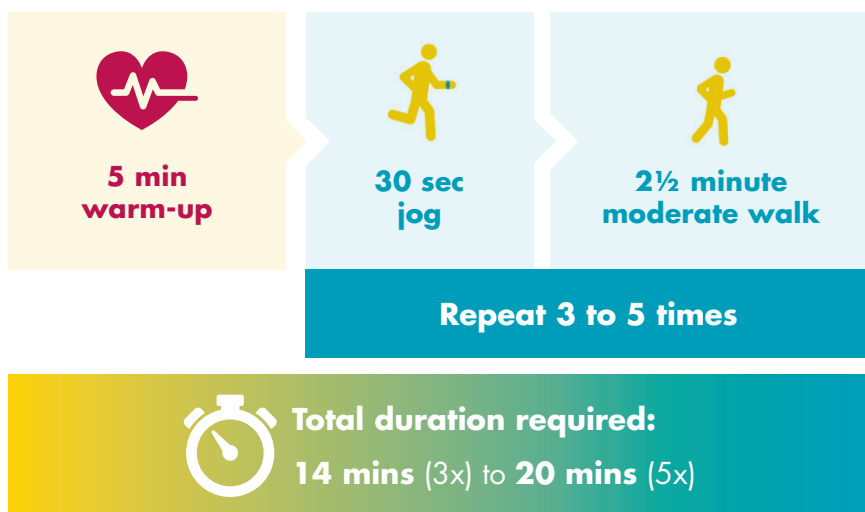 5 min
warm-up
30 sec
jog
2½ minute
moderate walk
Repeat 3 to 5 times
Total duration required:
14 mins (3x) to 20 mins (5x)